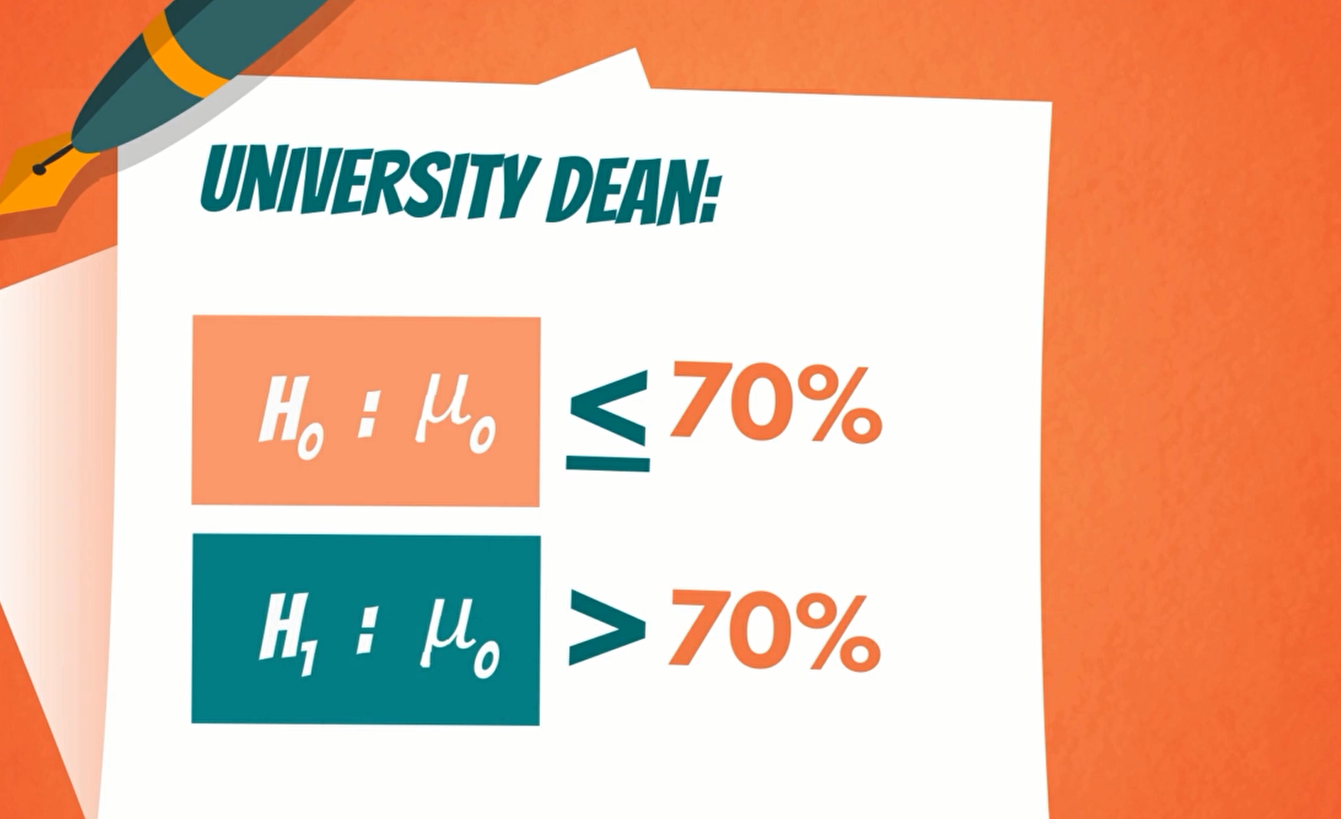 UNIVERSITY DEAN:
H₀ : μ₀ ≤ 70%
H₁ : μ₀ > 70%